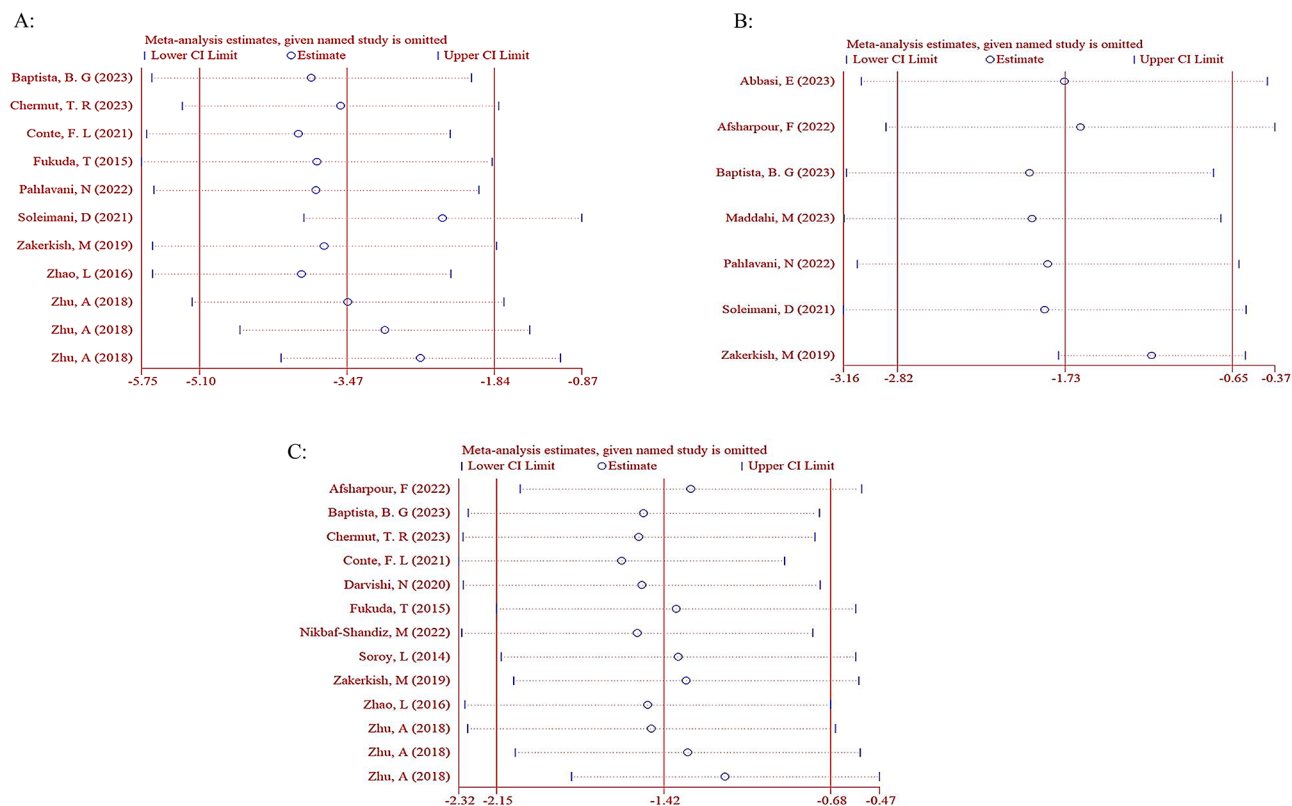 A:
Meta-analysis estimates, given named study is omitted
Lower CI Limit Estimate Upper CI Limit
Baptista, B. G (2023)
Chermut, T. R (2023)
Conte, F. L (2021)
Fukuda, T (2015)
Pahlavani, N (2022)
Soleimani, D (2021)
Zakerkish, M (2019)
Zhao, L (2016)
Zhu, A (2018)
Zhu, A (2018)
Zhu, A (2018)
-5.75 -5.10 -3.47 -1.84 -0.87
B:
Meta-analysis estimates, given named study is omitted
Lower CI Limit Estimate Upper CI Limit
Abbasi, E (2023)
Afsharpour, F (2022)
Baptista, B. G (2023)
Maddahi, M (2023)
Pahlavani, N (2022)
Soleimani, D (2021)
Zakerkish, M (2019)
-3.16 -2.82 -1.73 -0.65 -0.37
C:
Meta-analysis estimates, given named study is omitted
Lower CI Limit Estimate Upper CI Limit
Afsharpour, F (2022)
Baptista, B. G (2023)
Chermut, T. R (2023)
Conte, F. L (2021)
Darvishi, N (2020)
Fukuda, T (2015)
Nikbaf-Shandiz, M (2022)
Soroy, L (2014)
Zakerkish, M (2019)
Zhao, L (2016)
Zhu, A (2018)
Zhu, A (2018)
Zhu, A (2018)
-2.32 -2.15 -1.42 -0.68 -0.47